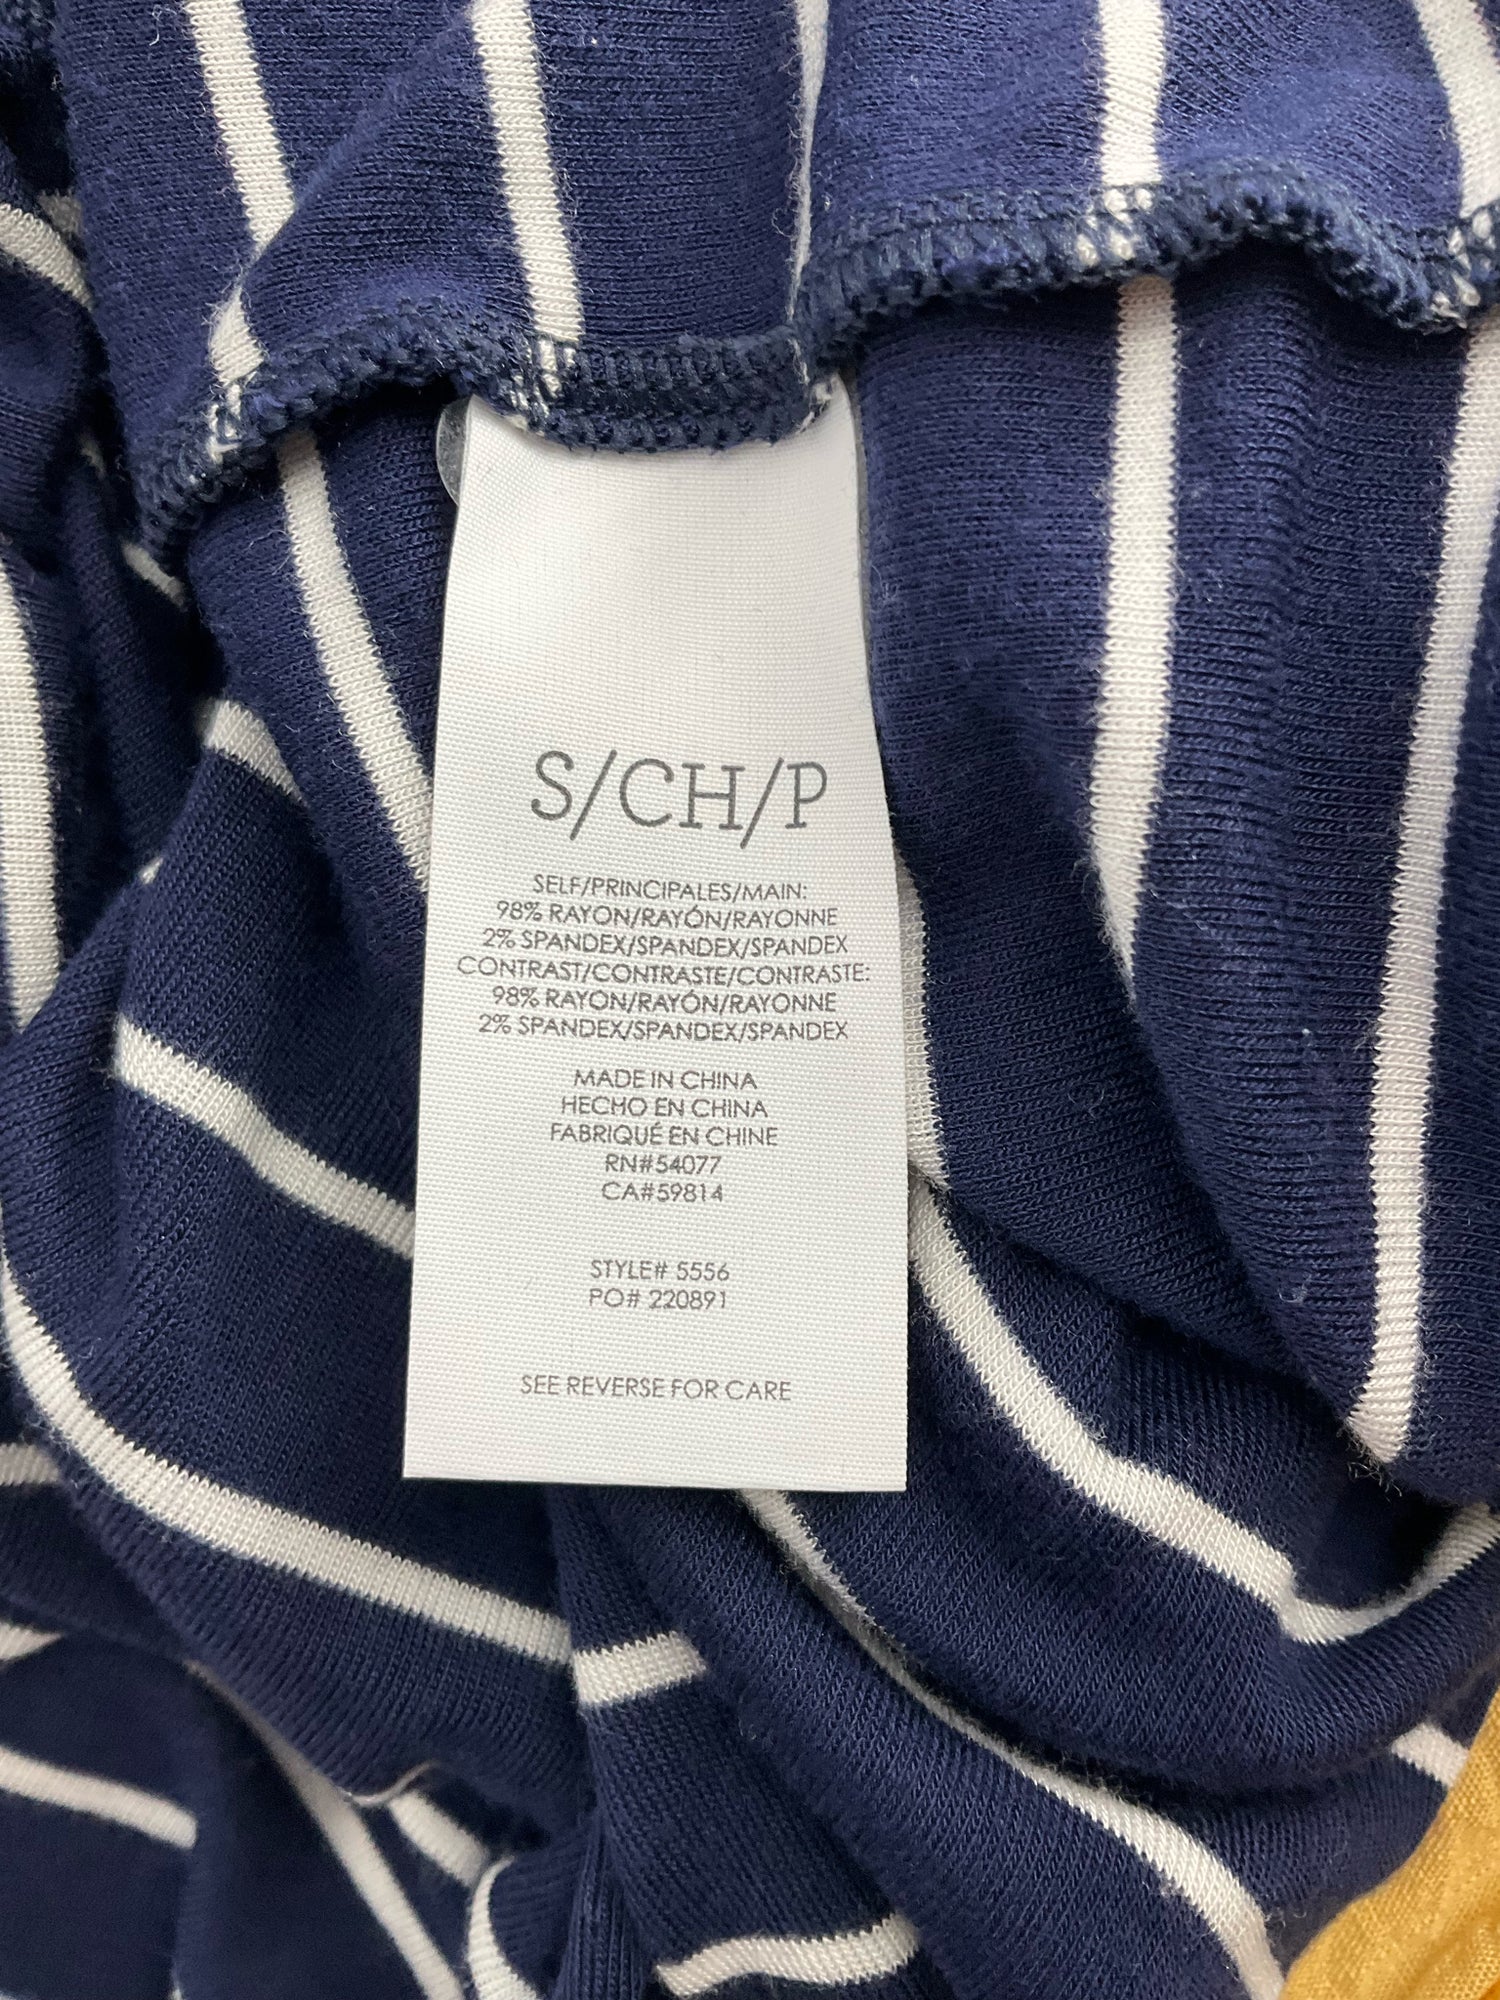 S/CH/P
SELF/PRINCIPALES/MAIN:
98% RAYON/RAYÓN/RAYONNE
2% SPANDEX/SPANDEX/SPANDEX
CONTRAST/CONTRASTE/CONTRASTE:
98% RAYON/RAYÓN/RAYONNE
2% SPANDEX/SPANDEX/SPANDEX
MADE IN CHINA
HECHO EN CHINA
FABRIQUÉ EN CHINE
RN#54077
CA#59814
STYLE# 5556
PO# 220891
SEE REVERSE FOR CARE